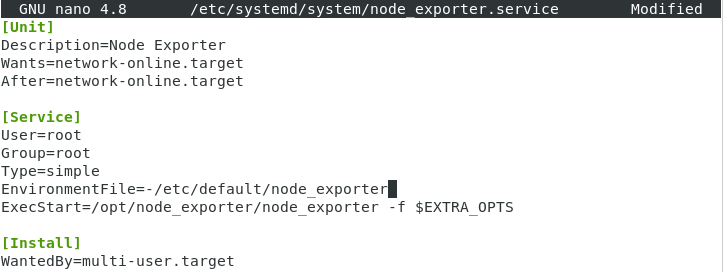 GNU nano 4.8 /etc/systemd/system/node_exporter.service Modified
[Unit]
Description=Node Exporter
Wants=network-online.target
After=network-online.target
[Service]
User=root
Group=root
Type=simple
EnvironmentFile=-/etc/default/node_exporter
ExecStart=/opt/node_exporter/node_exporter -f $EXTRA_OPTS
[Install]
WantedBy=multi-user.target